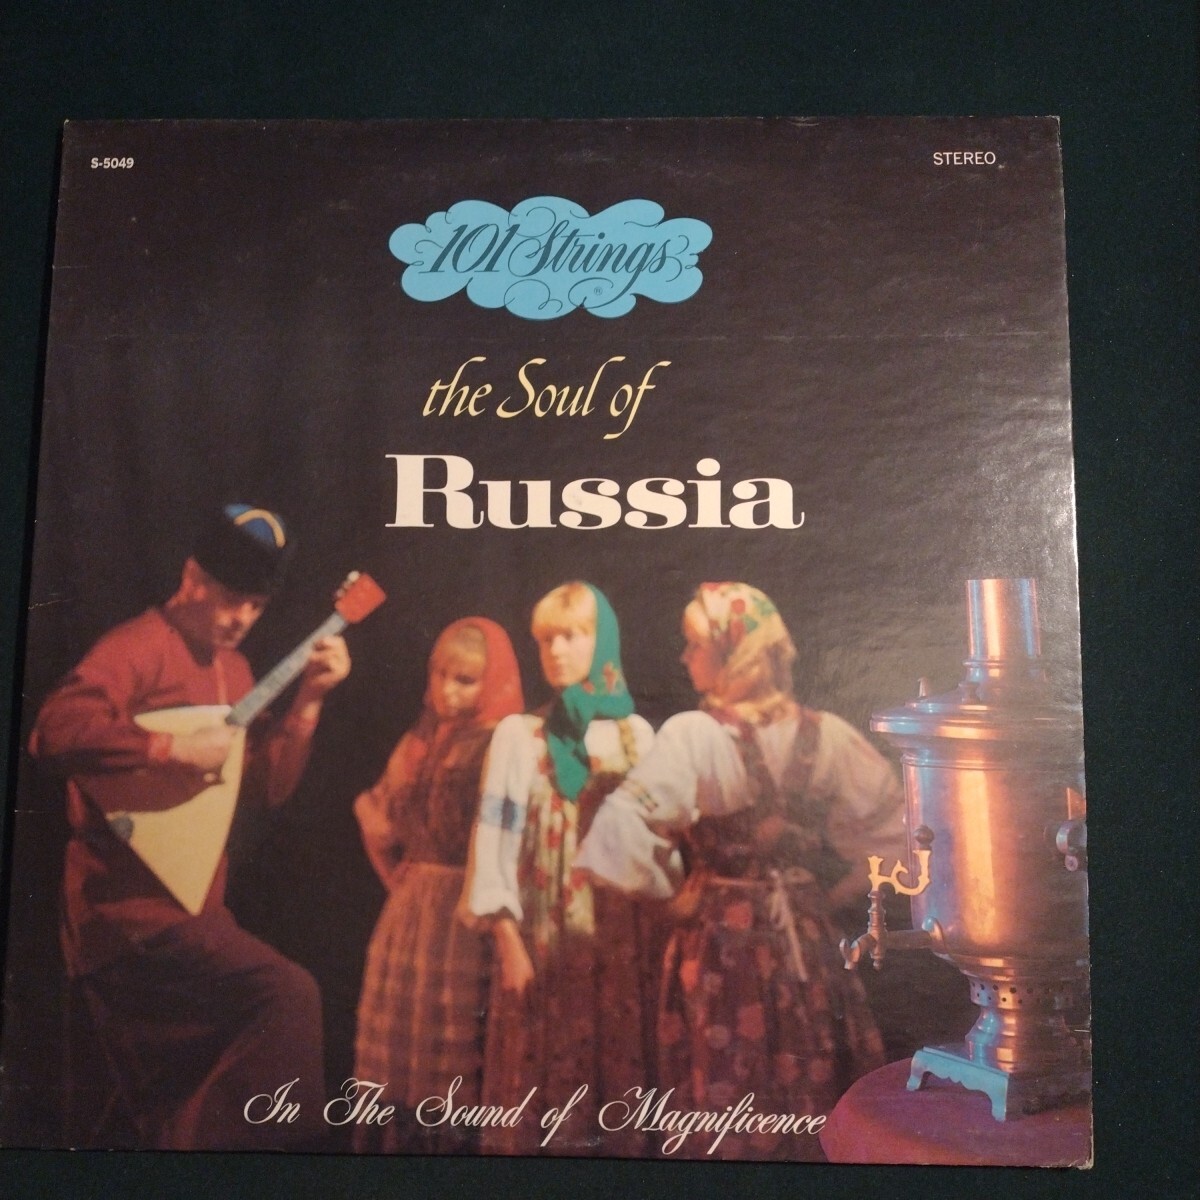 S-5049
STEREO
101 Strings®
the Soul of
Russia
In The Sound of Magnificence